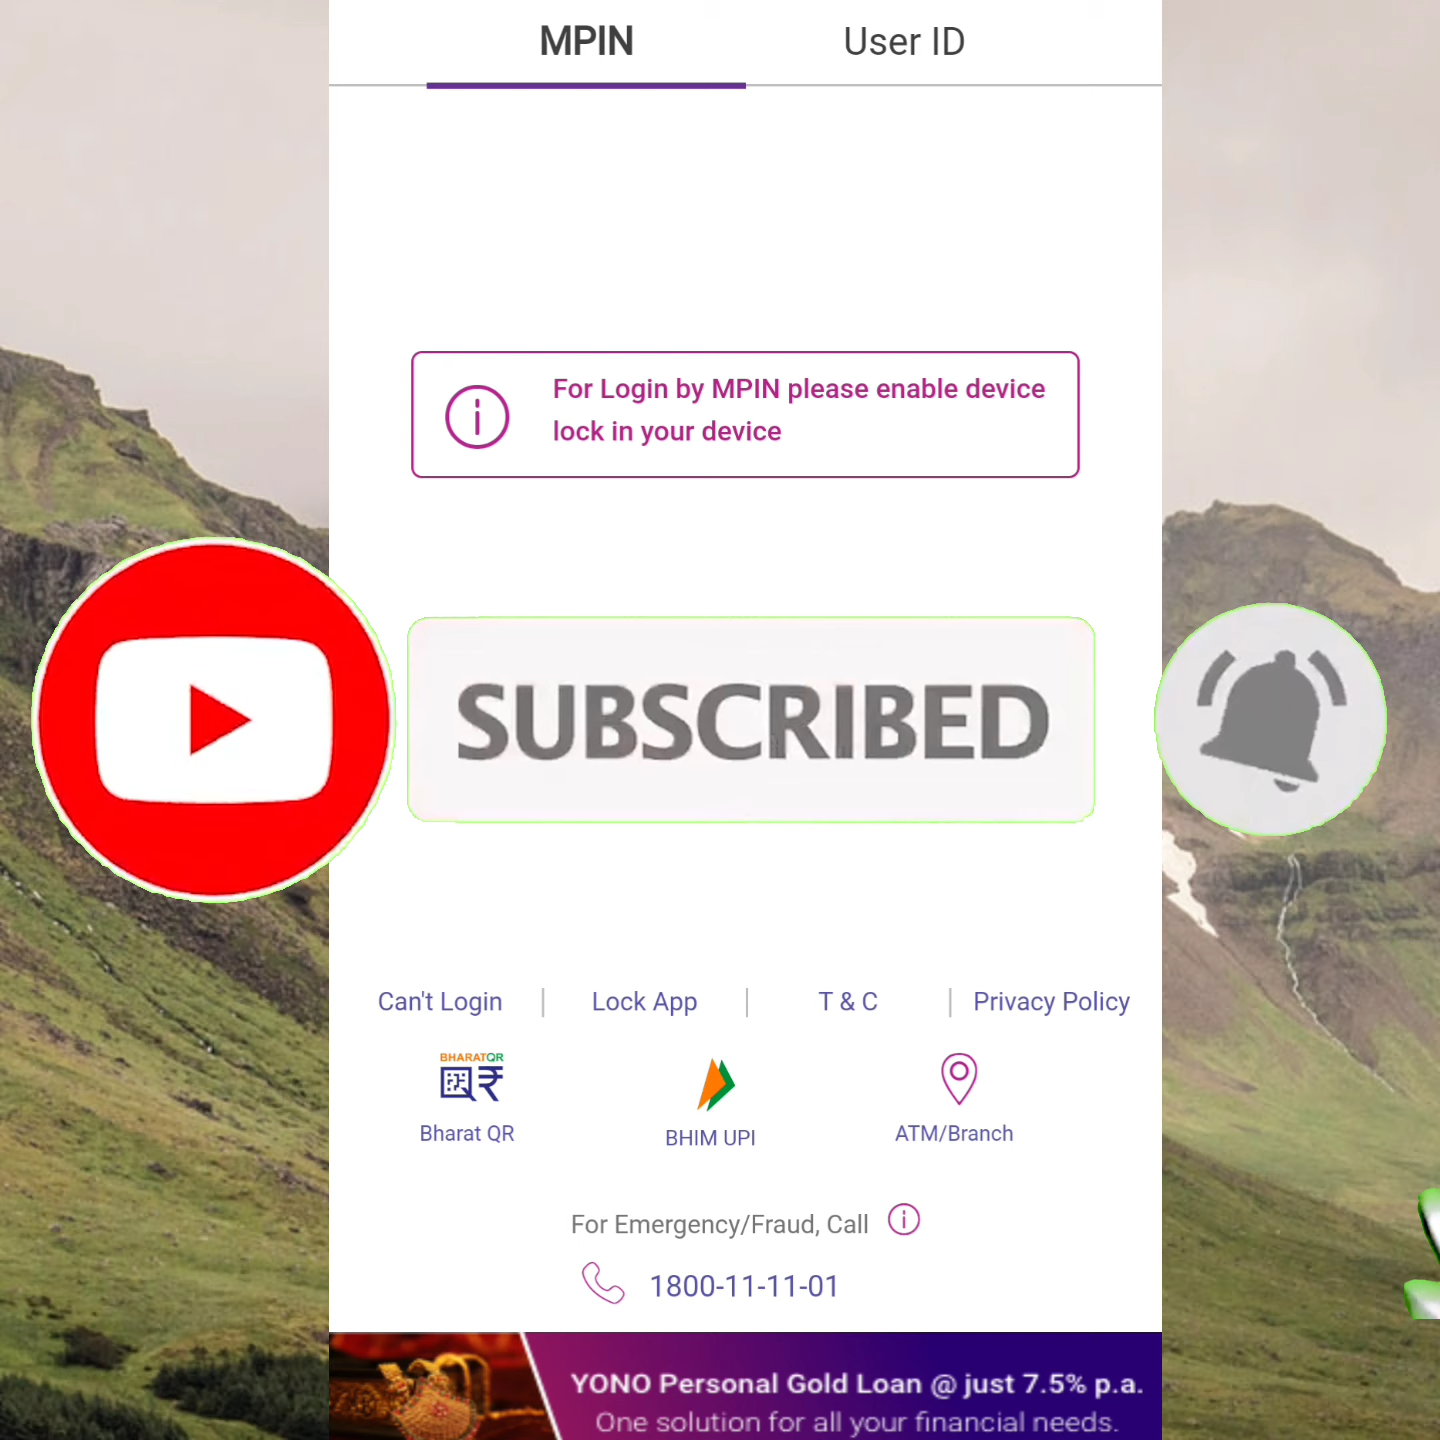 MPIN
User ID
For Login by MPIN please enable device
lock in your device
SUBSCRIBED
Can't Login
Lock App
T & C
Privacy Policy
BHARATQR
Bharat QR
BHIM UPI
ATM/Branch
For Emergency/Fraud, Call
1800-11-11-01
YONO Personal Gold Loan @ just 7.5% p.a.
One solution for all your financial needs.